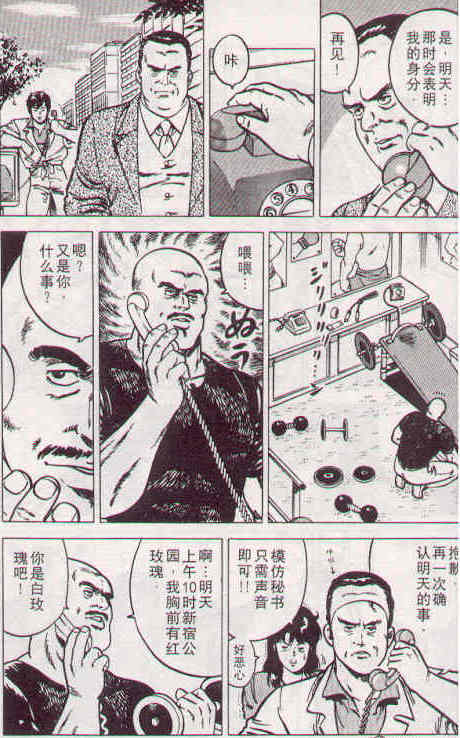 是，明天…
那时会表明
我的身分．
再见！
咔
喂喂…
ぬう
嗯？
又是你，
什么事？
抱歉．
再一次确
认明天的事．
模仿秘书
只需声音
即可!!
好恶心
啊…明天
上午10时新宿公
园，我胸前有红
玫瑰．
你是白玫
瑰吧！